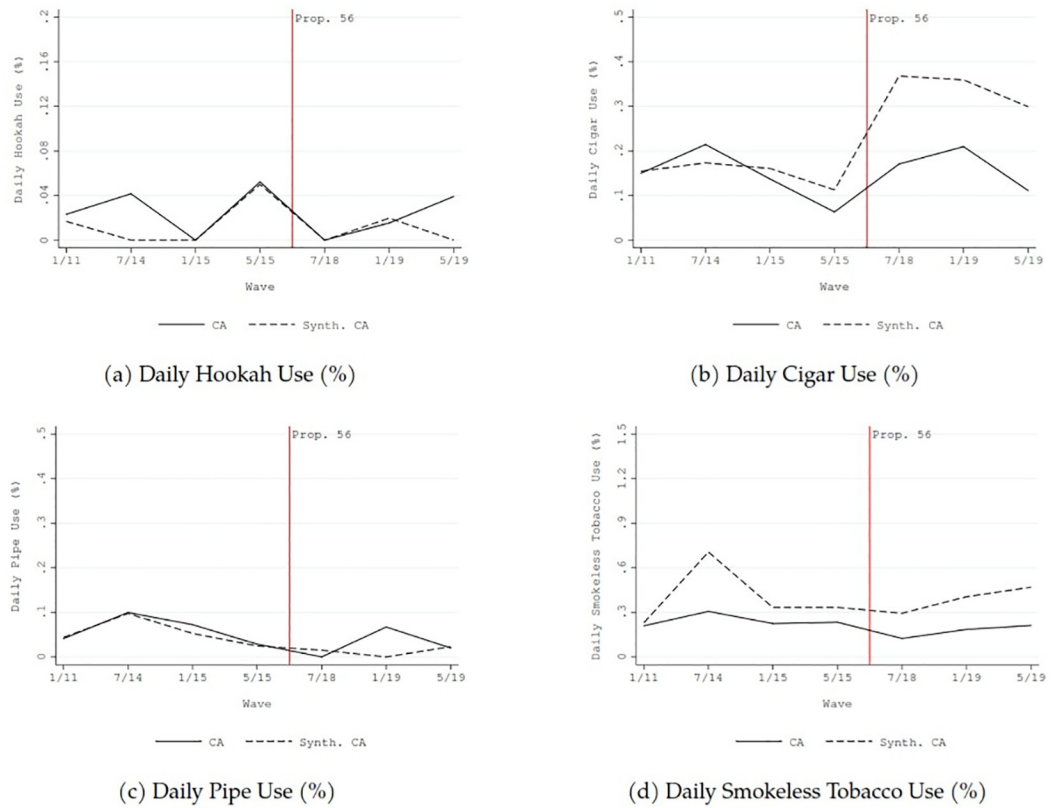 Prop. 56
Daily Hookah Use (%)
.2
.16
.12
.08
.04
0
1/11 7/14 1/15 5/15 7/18 1/19 5/19
Wave
CA Synth. CA
(a) Daily Hookah Use (%)
Prop. 56
Daily Cigar Use (%)
.5
.4
.3
.2
.1
0
1/11 7/14 1/15 5/15 7/18 1/19 5/19
Wave
CA Synth. CA
(b) Daily Cigar Use (%)
Prop. 56
Daily Pipe Use (%)
.5
.4
.3
.2
.1
0
1/11 7/14 1/15 5/15 7/18 1/19 5/19
Wave
CA Synth. CA
(c) Daily Pipe Use (%)
Prop. 56
Daily Smokeless Tobacco Use (%)
1.5
1.2
.9
.6
.3
0
1/11 7/14 1/15 5/15 7/18 1/19 5/19
Wave
CA Synth. CA
(d) Daily Smokeless Tobacco Use (%)